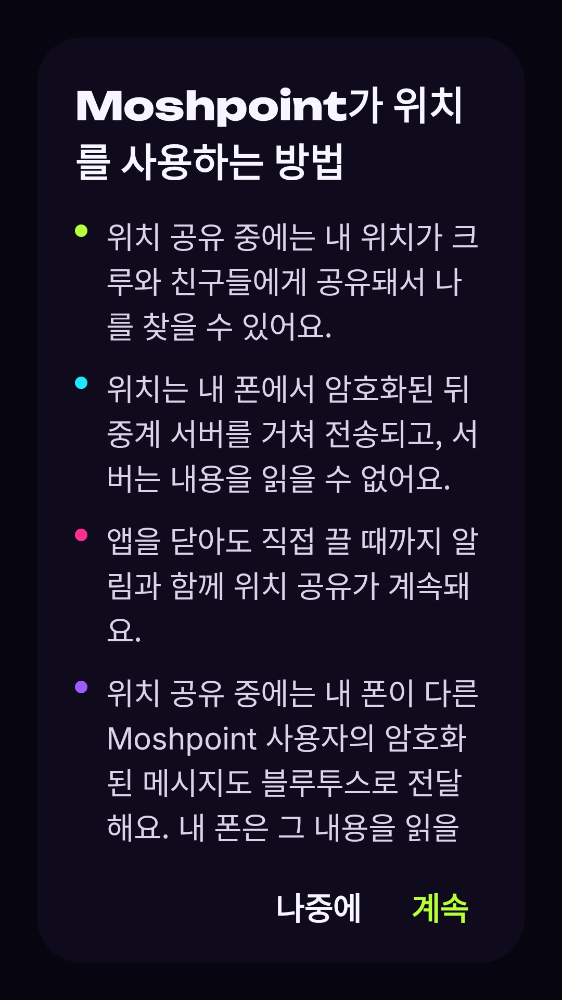 Moshpoint가 위치
를 사용하는 방법
위치 공유 중에는 내 위치가 크
루와 친구들에게 공유돼서 나
를 찾을 수 있어요.
위치는 내 폰에서 암호화된 뒤
중계 서버를 거쳐 전송되고, 서
버는 내용을 읽을 수 없어요.
앱을 닫아도 직접 끌 때까지 알
림과 함께 위치 공유가 계속돼
요.
위치 공유 중에는 내 폰이 다른
Moshpoint 사용자의 암호화
된 메시지도 블루투스로 전달
해요. 내 폰은 그 내용을 읽을
나중에
계속